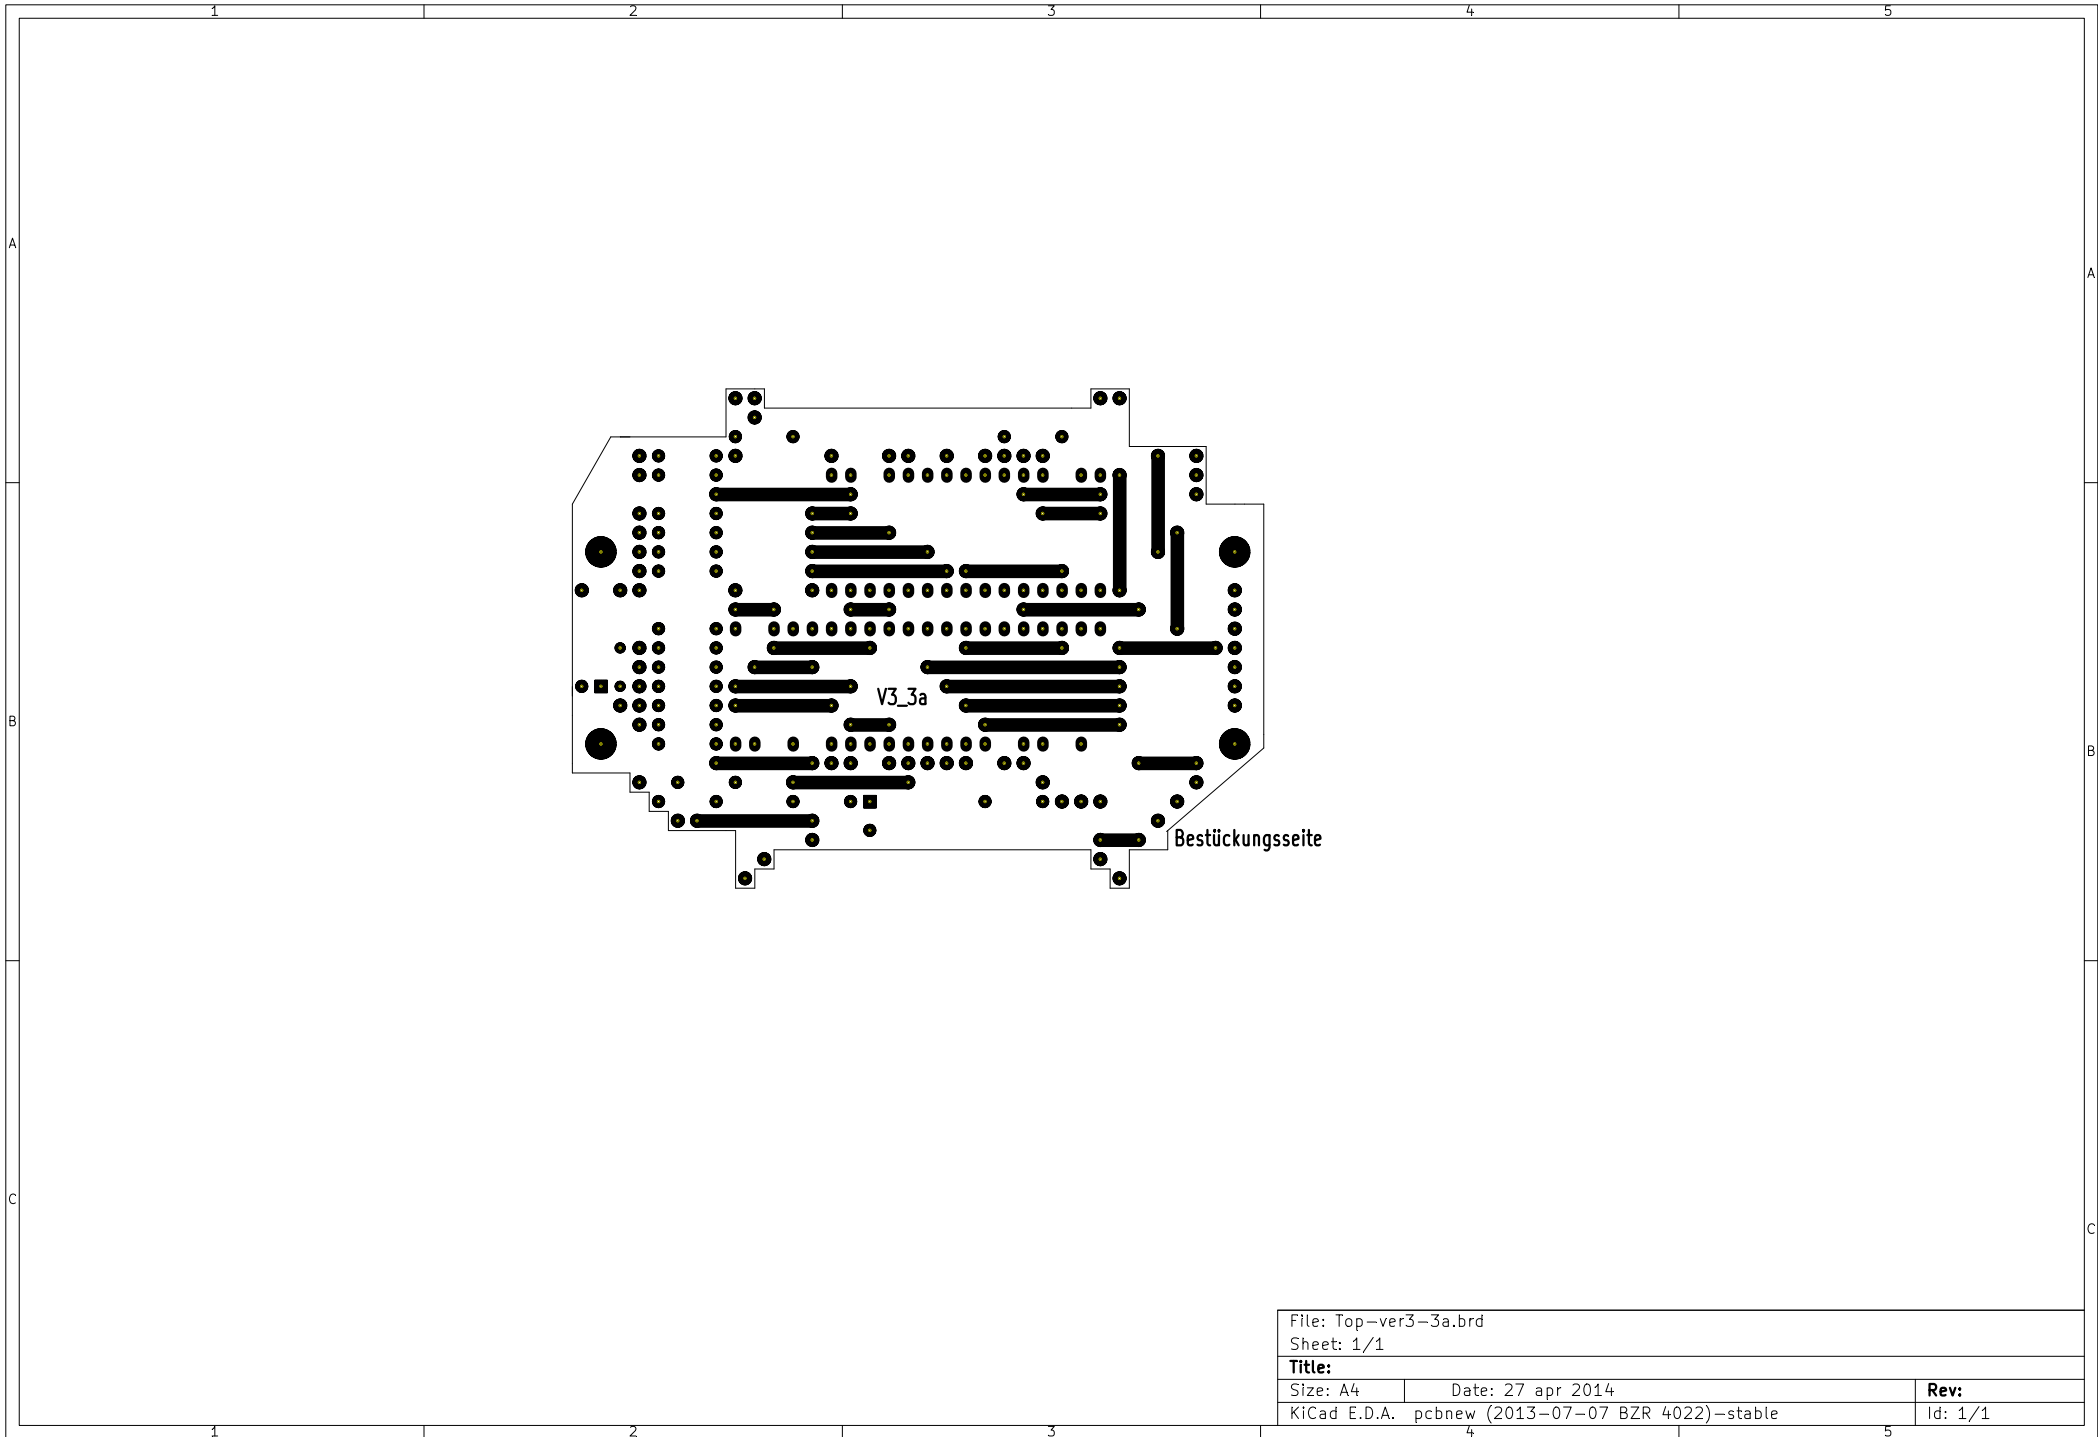 1 2 3 4 5
A
A
B
B
C
C
V3_3a
Bestückungsseite
File: Top-ver3-3a.brd
Sheet: 1/1
Title:
Size: A4 Date: 27 apr 2014 Rev:
KiCad E.D.A. pcbnew (2013-07-07 BZR 4022)-stable Id: 1/1
1 2 3 4 5